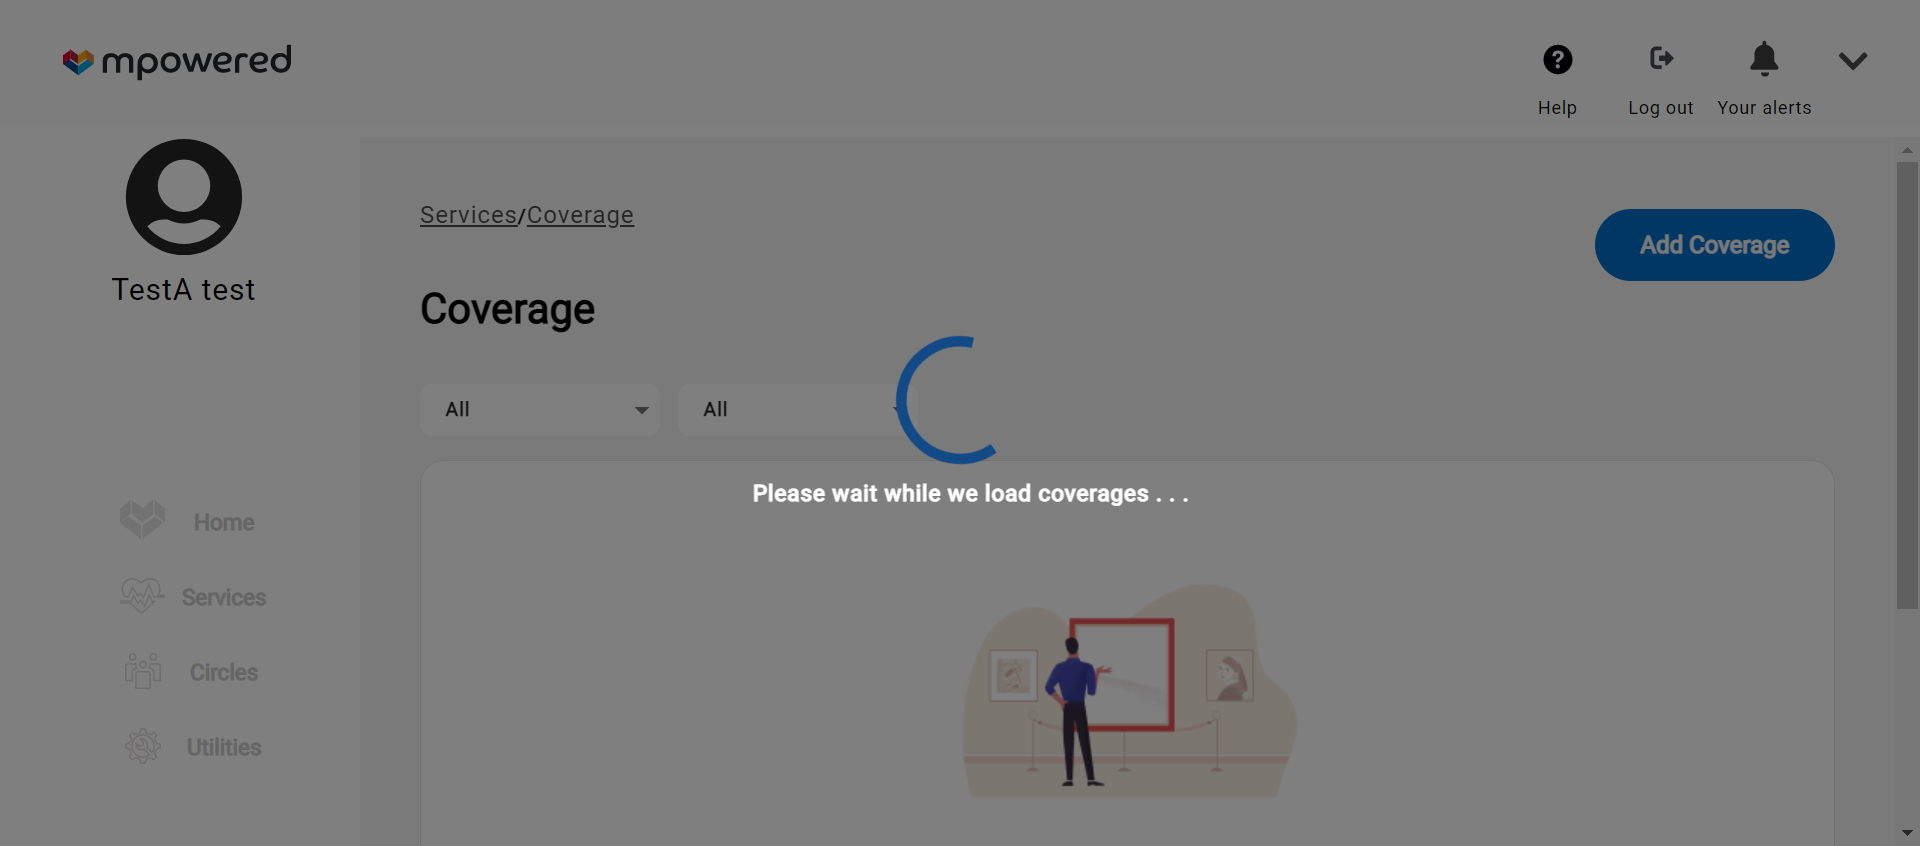 mpowered
Help
Log out
Your alerts
TestA test
Services/Coverage
Add Coverage
Coverage
All
All
Please wait while we load coverages . . .
Home
Services
Circles
Utilities